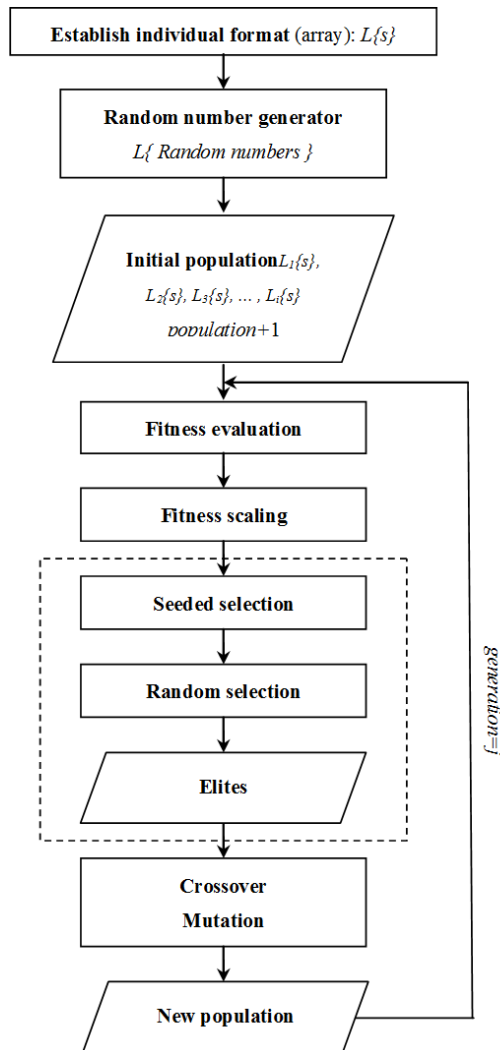 Establish individual format (array): L{s}
Random number generator
L{ Random numbers }
Initial populationL₁{s},
L₂{s}, L₃{s}, ... , Lᵢ{s}
population+1
Fitness evaluation
Fitness scaling
Seeded selection
Random selection
Elites
Crossover
Mutation
New population
generation=j